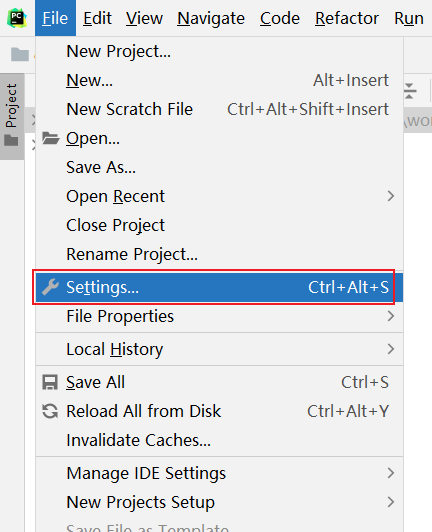 PC
File Edit View Navigate Code Refactor Run
Project
New Project...
New... Alt+Insert
New Scratch File Ctrl+Alt+Shift+Insert
\wor
Open...
Save As...
Open Recent
Close Project
Rename Project...
Settings... Ctrl+Alt+S
File Properties
Local History
Save All Ctrl+S
Reload All from Disk Ctrl+Alt+Y
Invalidate Caches...
Manage IDE Settings
New Projects Setup
Save File as Template